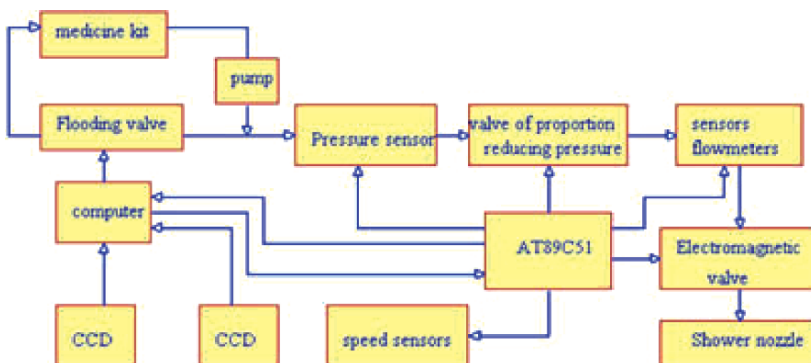 medicine kit
pump
Flooding valve
Pressure sensor
valve of proportion
reducing pressure
sensors
flowmeters
computer
AT89C51
Electromagnetic
valve
CCD
CCD
speed sensors
Shower nozzle